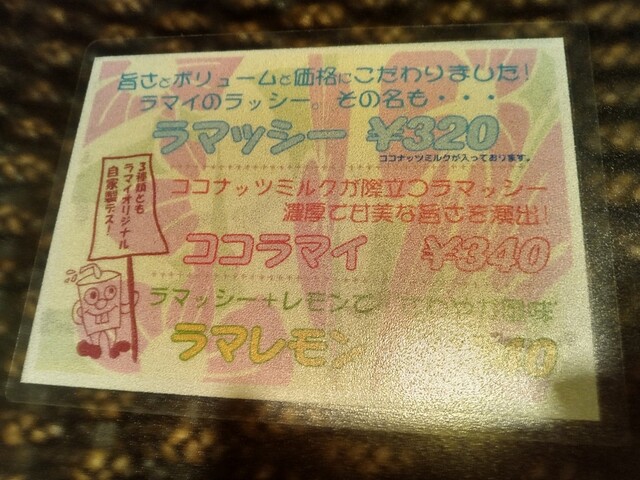 旨さとボリュームと価格にこだわりました!
ラマイのラッシー。その名も・・・
ラマッシー ¥320
ココナッツミルクが入っております。
ココナッツミルクが際立つラマッシー
濃厚で甘美な旨さを演出!
ココラマイ ¥340
ラマッシー+レモンで
ラマレモン
3種類とも
ラマイオリジナル
自家製デスー!